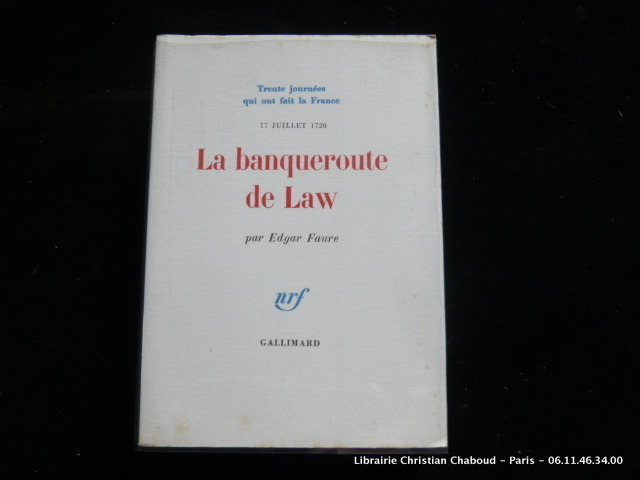 Trente journées
qui ont fait la France
17 JUILLET 1720
La banqueroute
de Law
par Edgar Faure
nrf
GALLIMARD
Librairie Christian Chaboud - Paris - 06.11.46.34.00